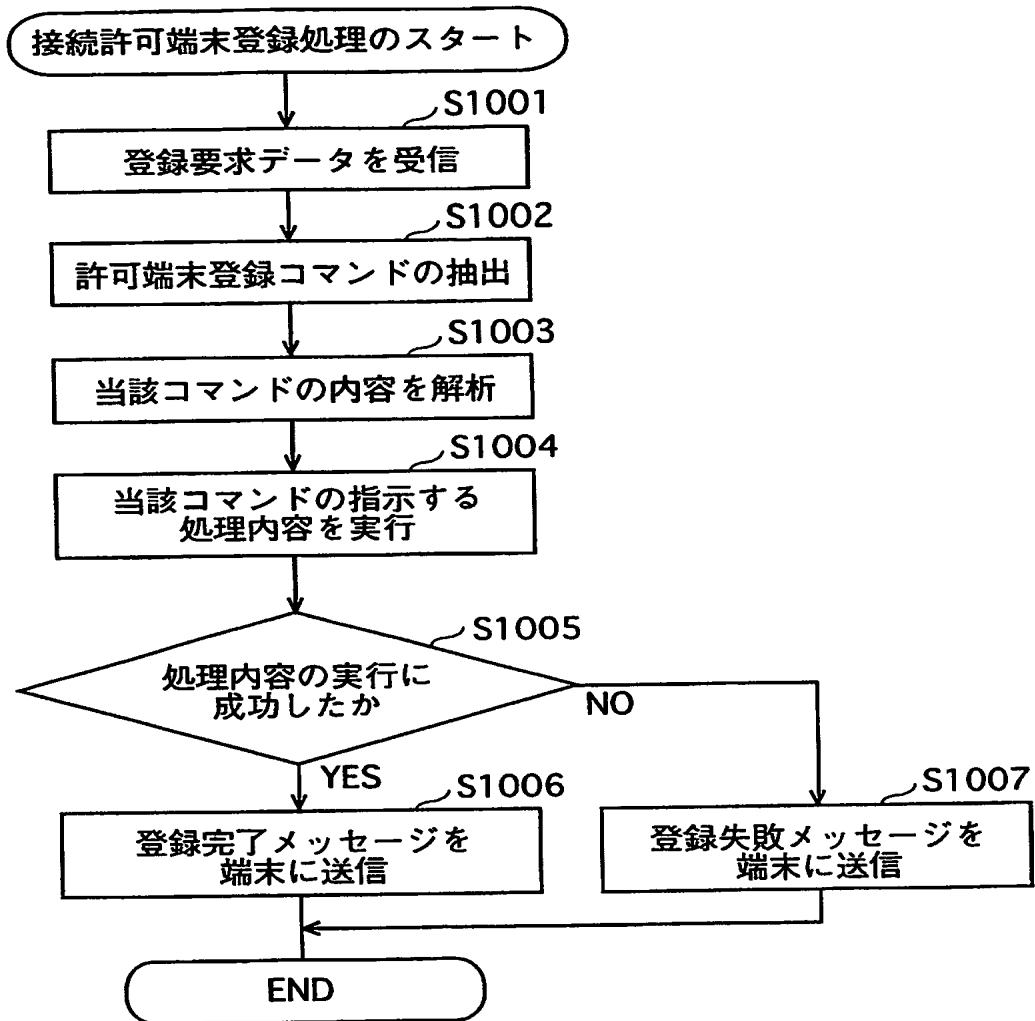 接続許可端末登録処理のスタート
S1001
登録要求データを受信
S1002
許可端末登録コマンドの抽出
S1003
当該コマンドの内容を解析
S1004
当該コマンドの指示する
処理内容を実行
S1005
処理内容の実行に
成功したか
NO
YES
S1006
登録完了メッセージを
端末に送信
S1007
登録失敗メッセージを
端末に送信
END